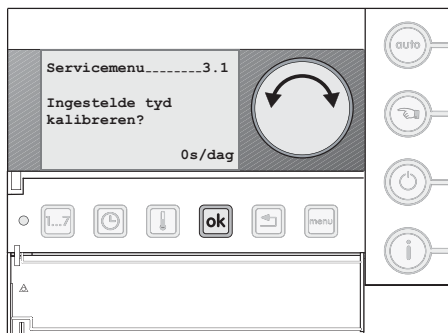 Servicemenu________3.1
Ingestelde tyd
kalibreren?
0s/dag
auto
1...7
ok
menu
i